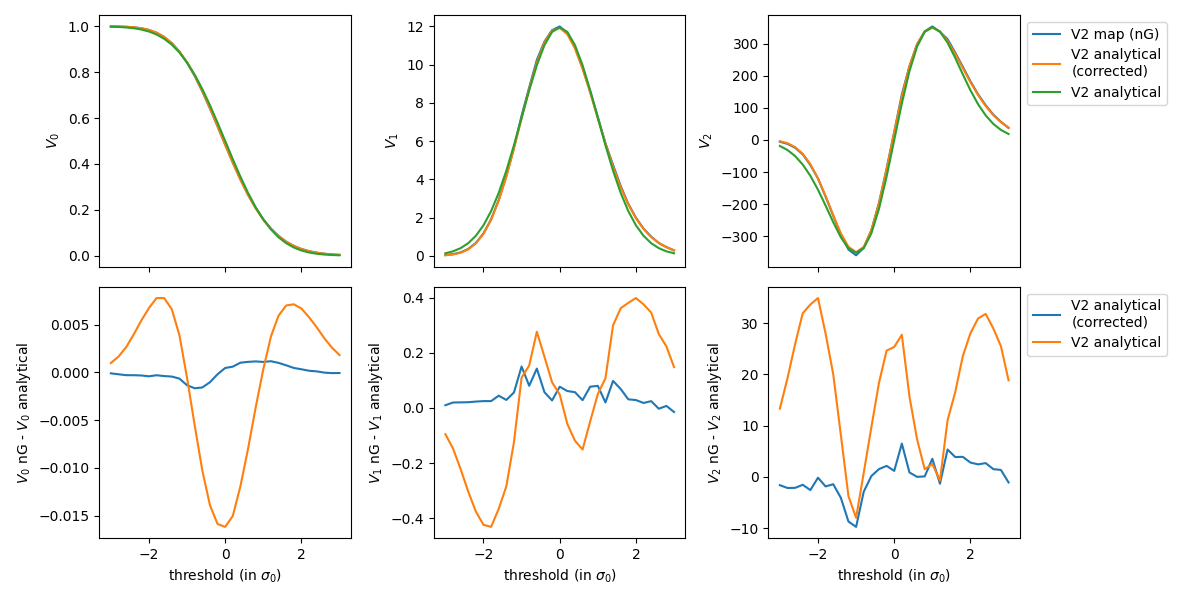 1.0
0.8
0.6
0.4
0.2
0.0
V₀
12
10
8
6
4
2
0
V₁
−2
0
2
300
200
100
0
−100
−200
−300
V₂
V2 map (nG)
V2 analytical
(corrected)
V2 analytical
0.005
0.000
−0.005
−0.010
−0.015
V₀ nG - V₀ analytical
−2
0
2
threshold (in σ₀)
0.4
0.2
0.0
−0.2
−0.4
V₁ nG - V₁ analytical
−2
0
2
threshold (in σ₀)
30
20
10
0
−10
V₂ nG - V₂ analytical
−2
0
2
threshold (in σ₀)
V2 analytical
(corrected)
V2 analytical